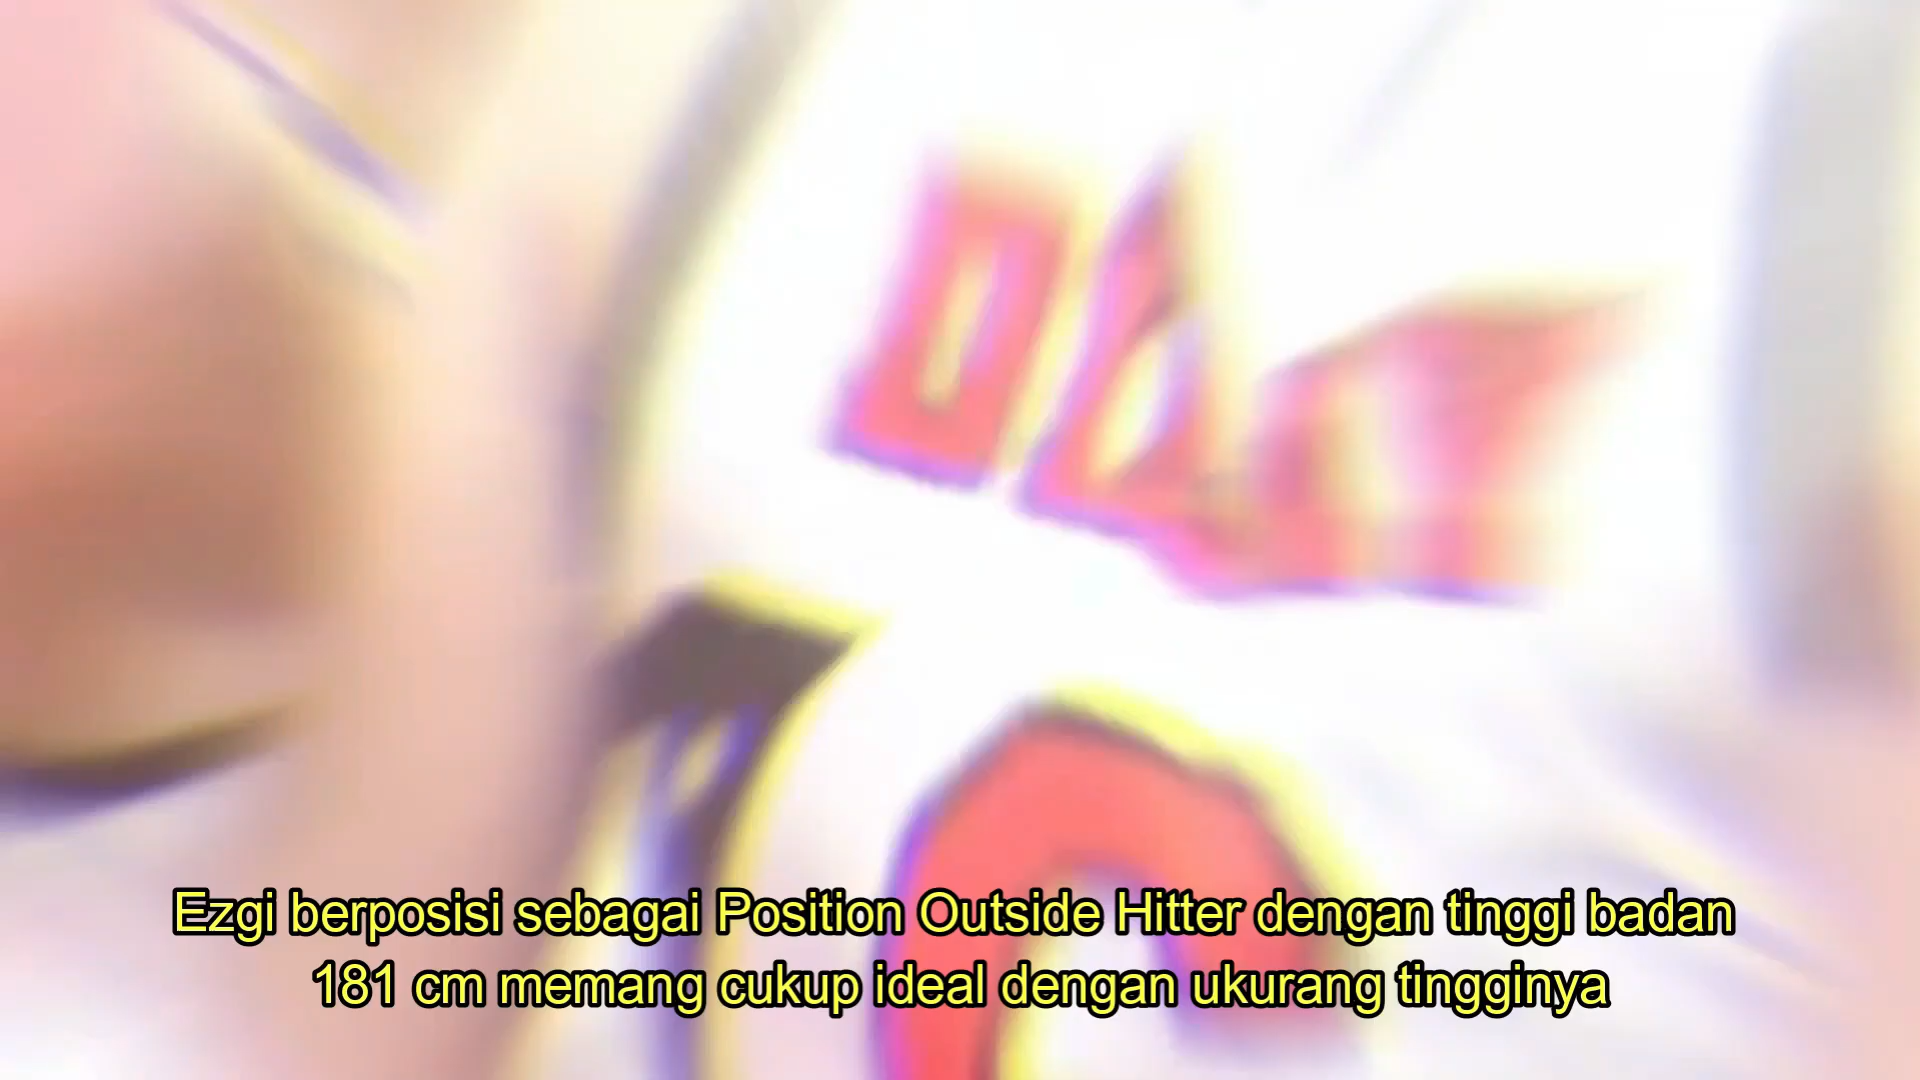 Ezgi berposisi sebagai Position Outside Hitter dengan tinggi badan
181 cm memang cukup ideal dengan ukurang tingginya